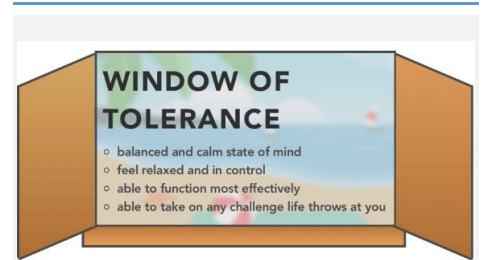 WINDOW OF
TOLERANCE
◦ balanced and calm state of mind
◦ feel relaxed and in control
◦ able to function most effectively
◦ able to take on any challenge life throws at you